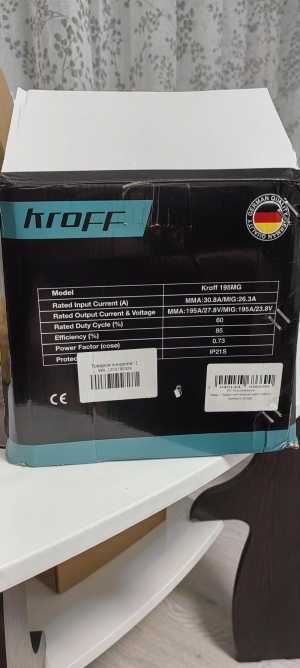 kroff
GERMAN QUALITY
Model Kroff 195MG
Rated Input Current (A) MMA:30.8A/MIG:26.3A
Rated Output Current & Voltage MMA:195A/27.8V/MIG:195A/23.8V
Rated Duty Cycle (%) 60
Efficiency (%) 85
Power Factor (cosø) 0.73
Protec IP21S
CE